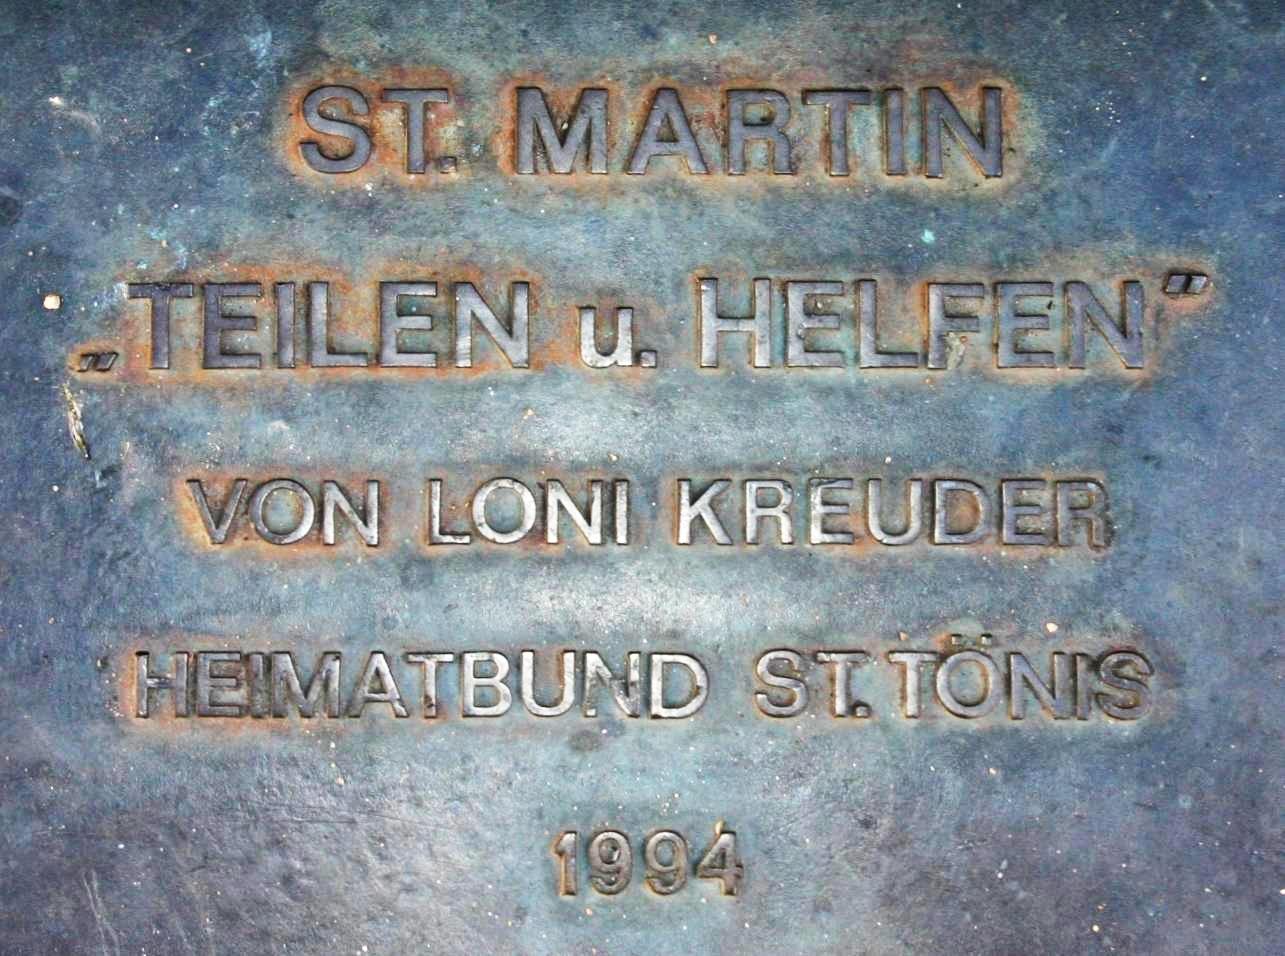 ST. MARTIN
„TEILEN u. HELFEN"
VON LONI KREUDER
HEIMATBUND ST. TÖNIS
1994